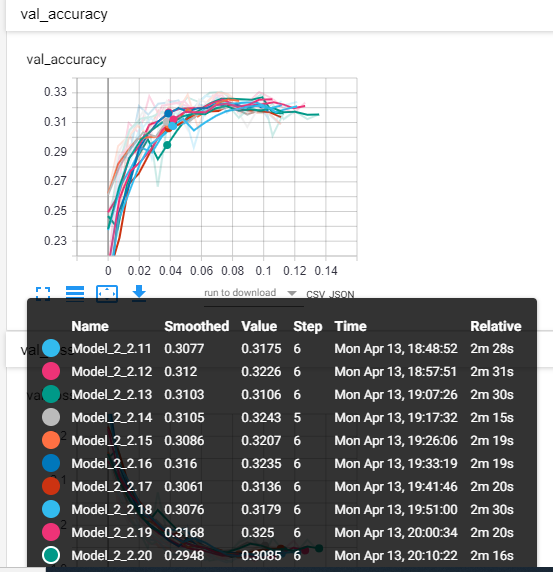 val_accuracy
val_accuracy
0.33
0.31
0.29
0.27
0.25
0.23
0 0.02 0.04 0.06 0.08 0.1 0.12 0.14
run to download CSV JSON
Name Smoothed Value Step Time Relative
Model_2_2.11 0.3077 0.3175 6 Mon Apr 13, 18:48:52 2m 28s
Model_2_2.12 0.312 0.3226 6 Mon Apr 13, 18:57:51 2m 31s
Model_2_2.13 0.3103 0.3106 6 Mon Apr 13, 19:07:26 2m 30s
Model_2_2.14 0.3105 0.3243 5 Mon Apr 13, 19:17:32 2m 15s
Model_2_2.15 0.3086 0.3207 6 Mon Apr 13, 19:26:06 2m 19s
Model_2_2.16 0.316 0.3235 6 Mon Apr 13, 19:33:19 2m 19s
Model_2_2.17 0.3061 0.3136 6 Mon Apr 13, 19:41:46 2m 20s
Model_2_2.18 0.3076 0.3179 6 Mon Apr 13, 19:51:00 2m 30s
Model_2_2.19 0.3168 0.325 6 Mon Apr 13, 20:00:34 2m 20s
Model_2_2.20 0.2948 0.3085 6 Mon Apr 13, 20:10:22 2m 16s